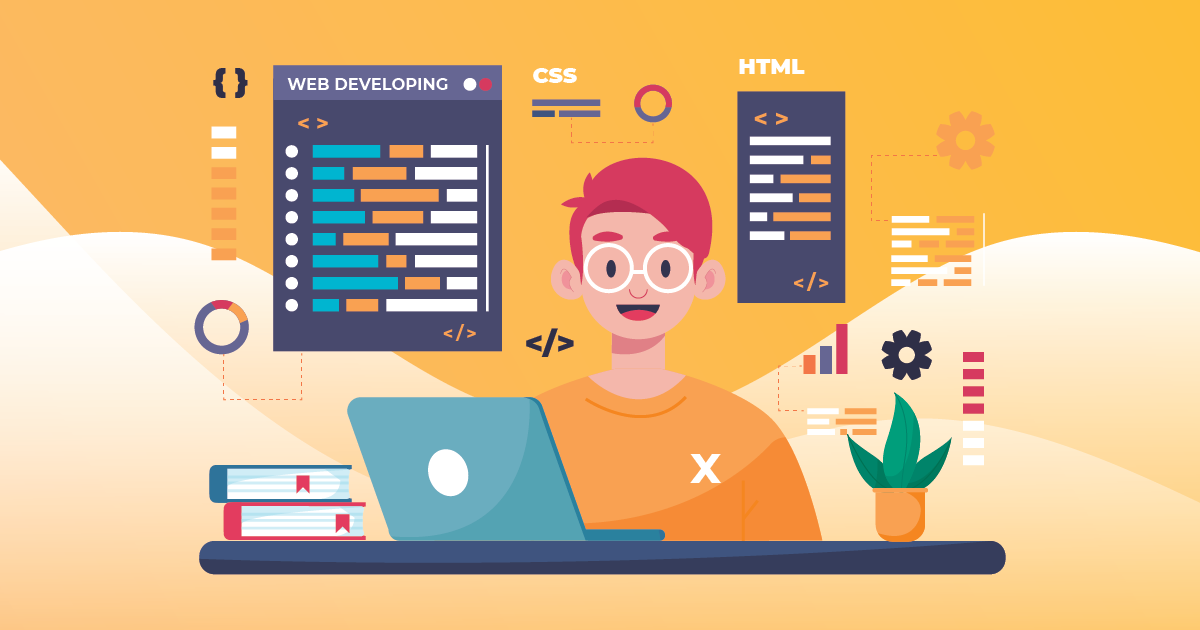 { }
WEB DEVELOPING
< >
</>
CSS
HTML
< >
</>
</>
X